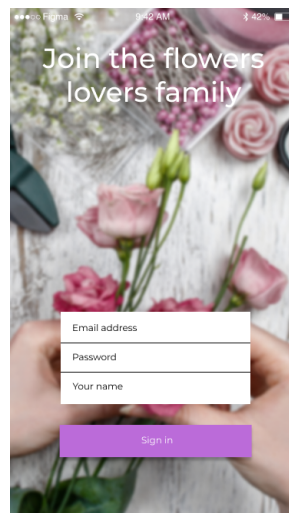 Figma 9:42 AM 42%
Join the flowers
lovers family
Email address
Password
Your name
Sign in